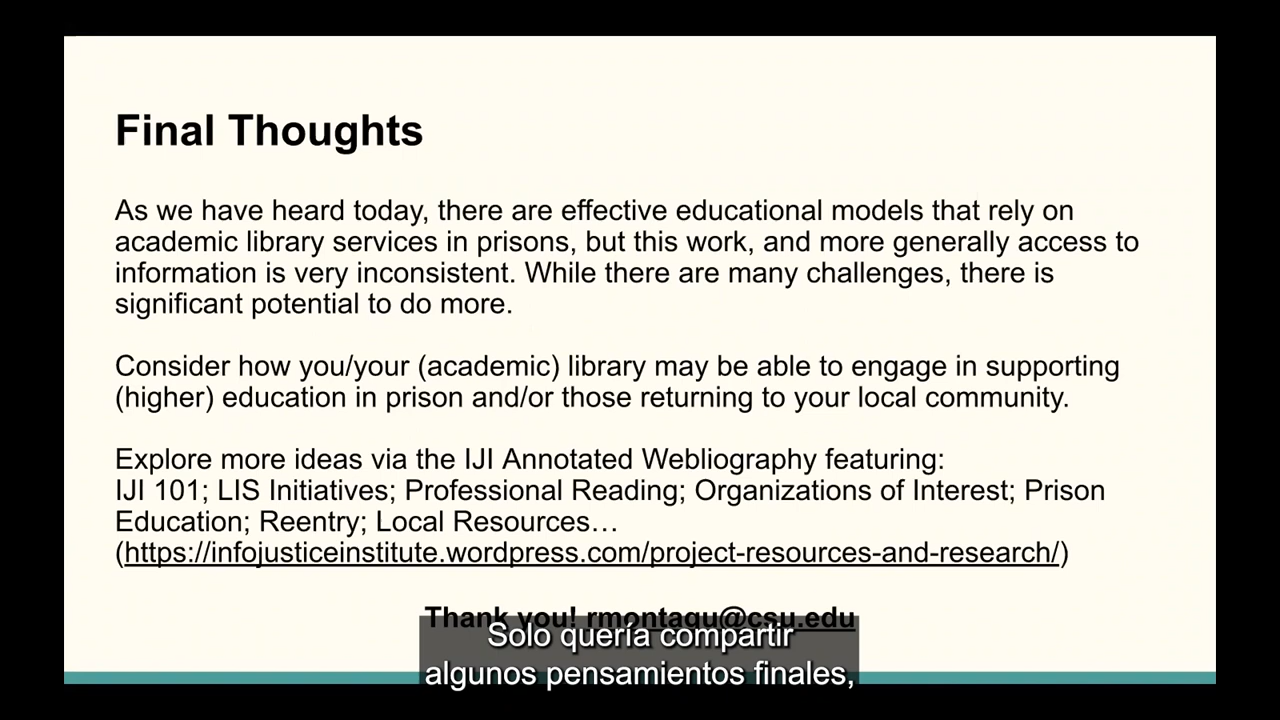 Final Thoughts
As we have heard today, there are effective educational models that rely on
academic library services in prisons, but this work, and more generally access to
information is very inconsistent. While there are many challenges, there is
significant potential to do more.
Consider how you/your (academic) library may be able to engage in supporting
(higher) education in prison and/or those returning to your local community.
Explore more ideas via the IJI Annotated Webliography featuring:
IJI 101; LIS Initiatives; Professional Reading; Organizations of Interest; Prison
Education; Reentry; Local Resources…
(https://infojusticeinstitute.wordpress.com/project-resources-and-research/)
Thank you! rmontagu@csu.edu
Solo quería compartir
algunos pensamientos finales,